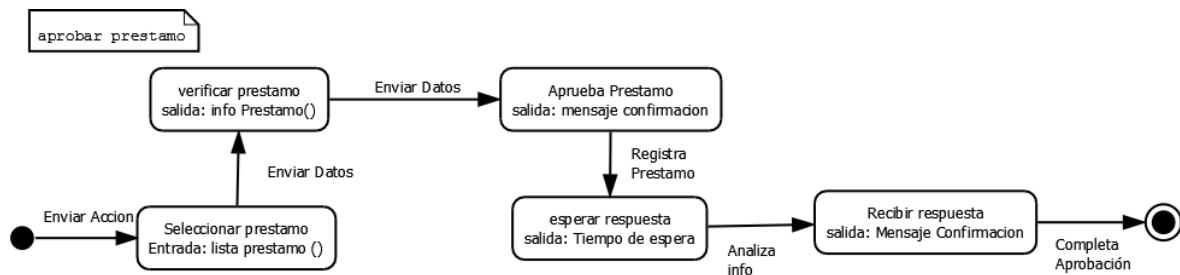 aprobar prestamo
verificar prestamo
salida: info Prestamo()
Enviar Datos
Aprueba Prestamo
salida: mensaje confirmacion
Enviar Datos
Registra
Prestamo
Enviar Accion
Seleccionar prestamo
Entrada: lista prestamo ()
esperar respuesta
salida: Tiempo de espera
Analiza
info
Recibir respuesta
salida: Mensaje Confirmacion
Completa
Aprobación